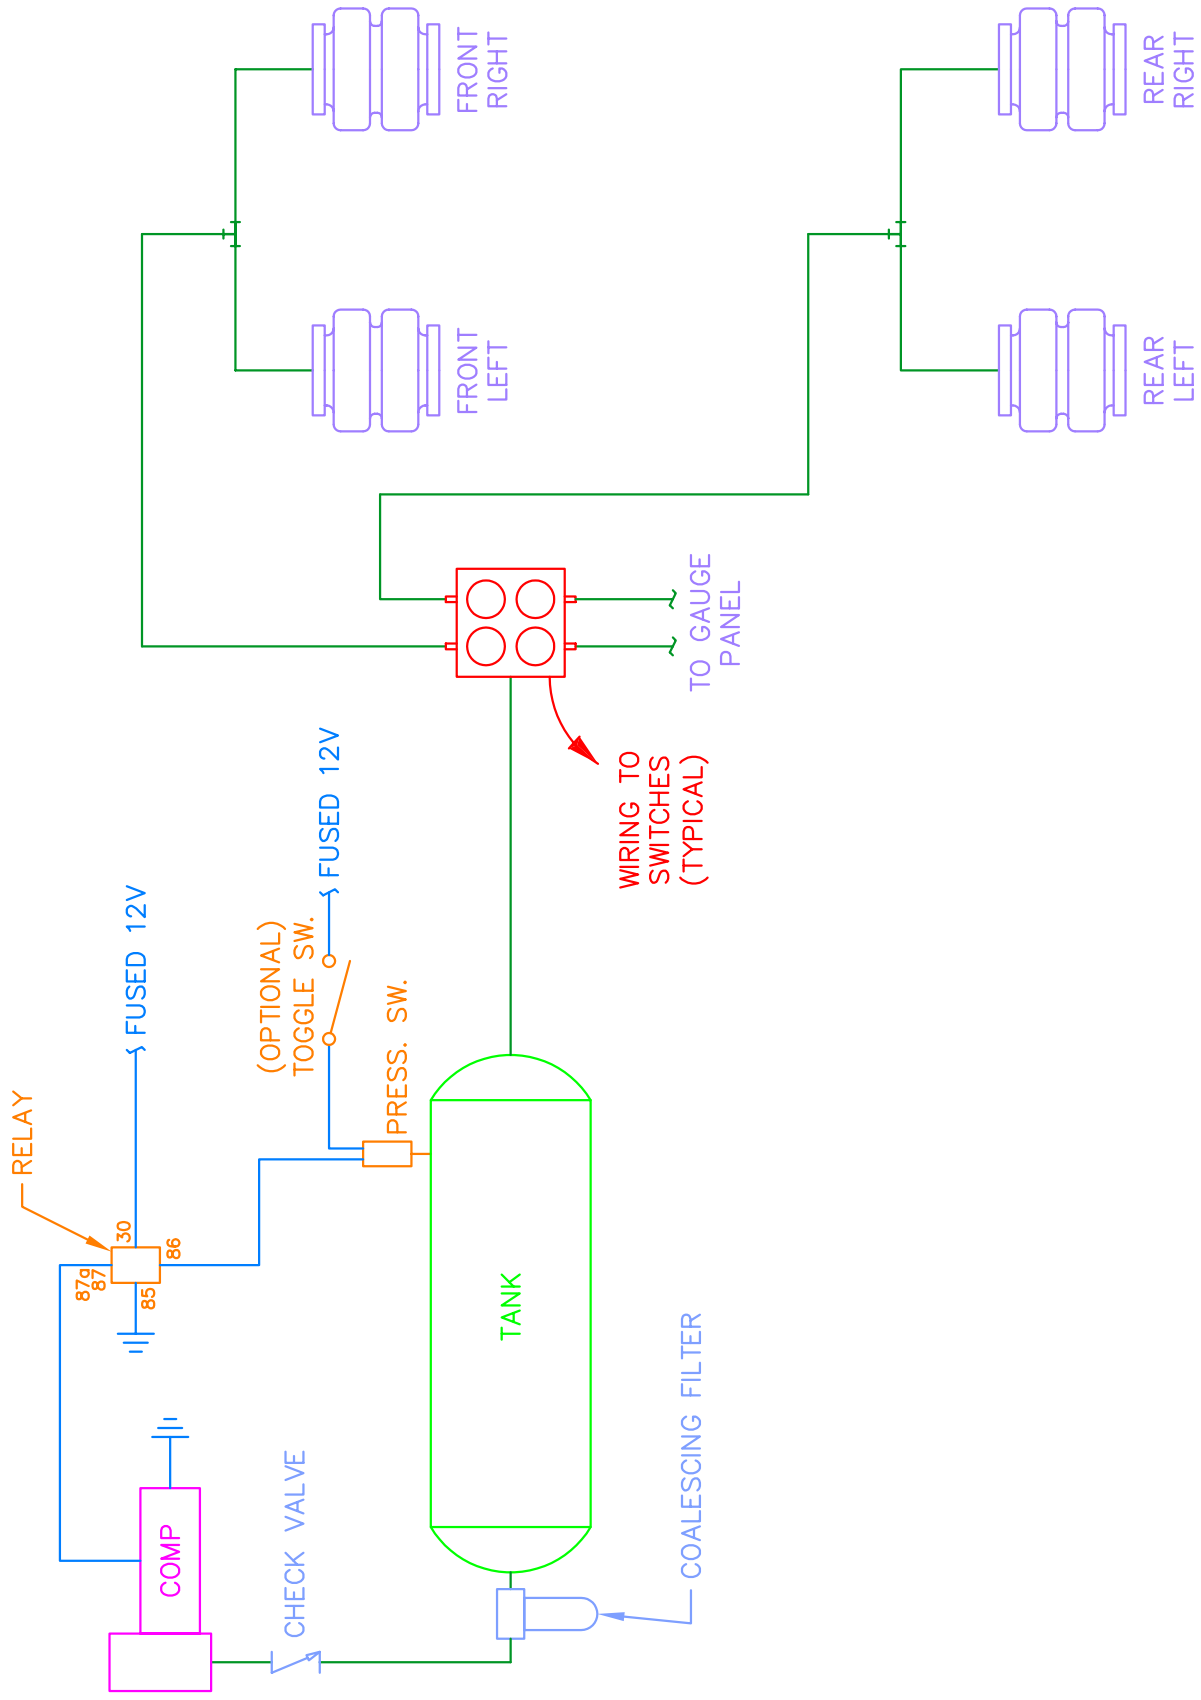 RELAY
87a
87
30
86
85
FUSED 12V
(OPTIONAL)
TOGGLE SW.
FUSED 12V
PRESS. SW.
COMP
CHECK VALVE
TANK
COALESCING FILTER
WIRING TO
SWITCHES
(TYPICAL)
TO GAUGE
PANEL
FRONT
LEFT
FRONT
RIGHT
REAR
LEFT
REAR
RIGHT